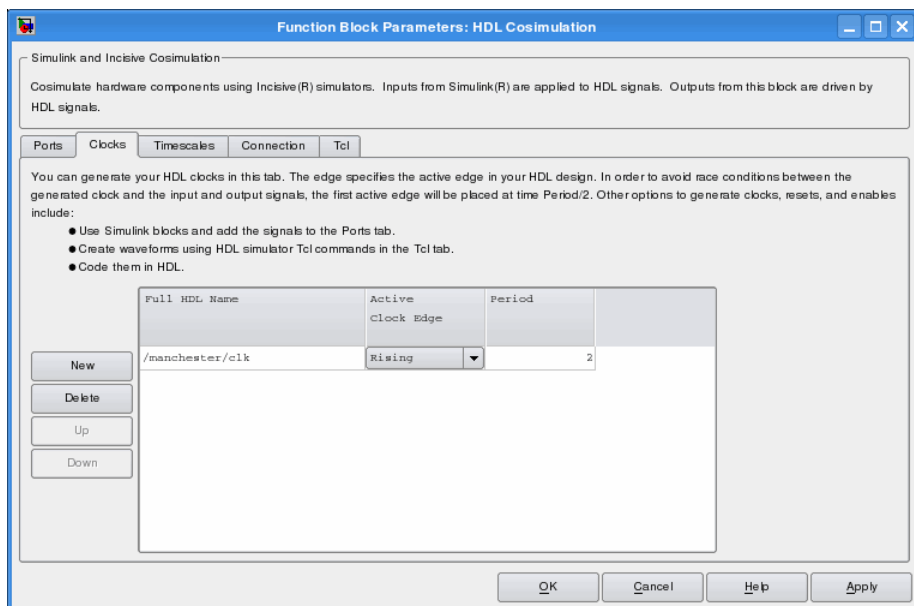 Function Block Parameters: HDL Cosimulation
Simulink and Incisive Cosimulation
Cosimulate hardware components using Incisive(R) simulators. Inputs from Simulink(R) are applied to HDL signals. Outputs from this block are driven by
HDL signals.
Ports Clocks Timescales Connection Tcl
You can generate your HDL clocks in this tab. The edge specifies the active edge in your HDL design. In order to avoid race conditions between the
generated clock and the input and output signals, the first active edge will be placed at time Period/2. Other options to generate clocks, resets, and enables
include:
● Use Simulink blocks and add the signals to the Ports tab.
● Create waveforms using HDL simulator Tcl commands in the Tcl tab.
● Code them in HDL.
Full HDL Name Active Period
Clock Edge
/manchester/clk Rising 2
New
Delete
Up
Down
OK Cancel Help Apply